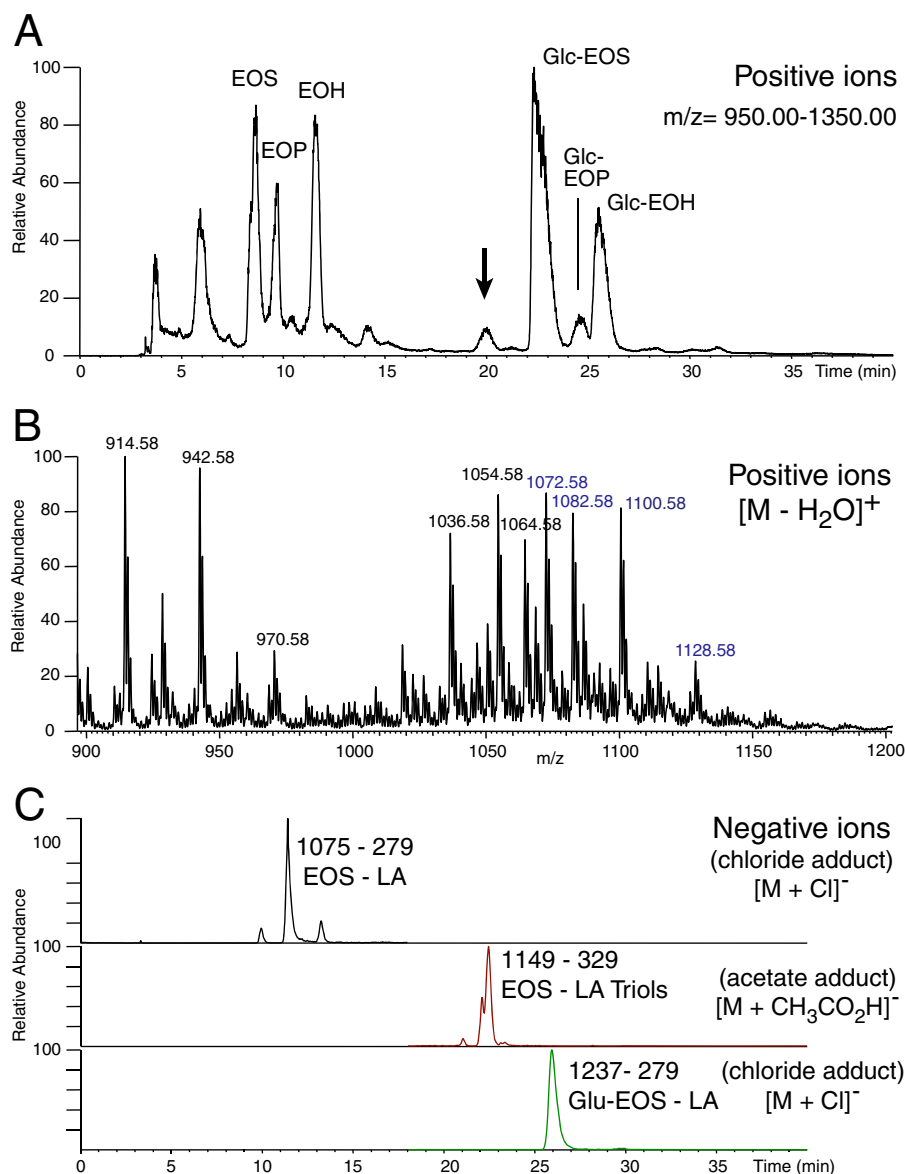 A
Positive ions
m/z= 950.00-1350.00
Relative Abundance
100
80
60
40
20
0
EOS
EOP
EOH
Glc-EOS
Glc-
EOP
Glc-EOH
0 5 10 15 20 25 30 35 Time (min)
B
Positive ions
[M - H₂O]⁺
Relative Abundance
100
80
60
40
20
0
914.58
942.58
970.58
1036.58
1054.58
1064.58
1072.58
1082.58
1100.58
1128.58
900 950 1000 1050 1100 1150 1200
m/z
C
Negative ions
(chloride adduct)
[M + Cl]⁻
Relative Abundance
100
1075 - 279
EOS - LA
100
1149 - 329
EOS - LA Triols
(acetate adduct)
[M + CH₃CO₂H]⁻
100
1237- 279
Glu-EOS - LA
(chloride adduct)
[M + Cl]⁻
0 5 10 15 20 25 30 35 Time (min)